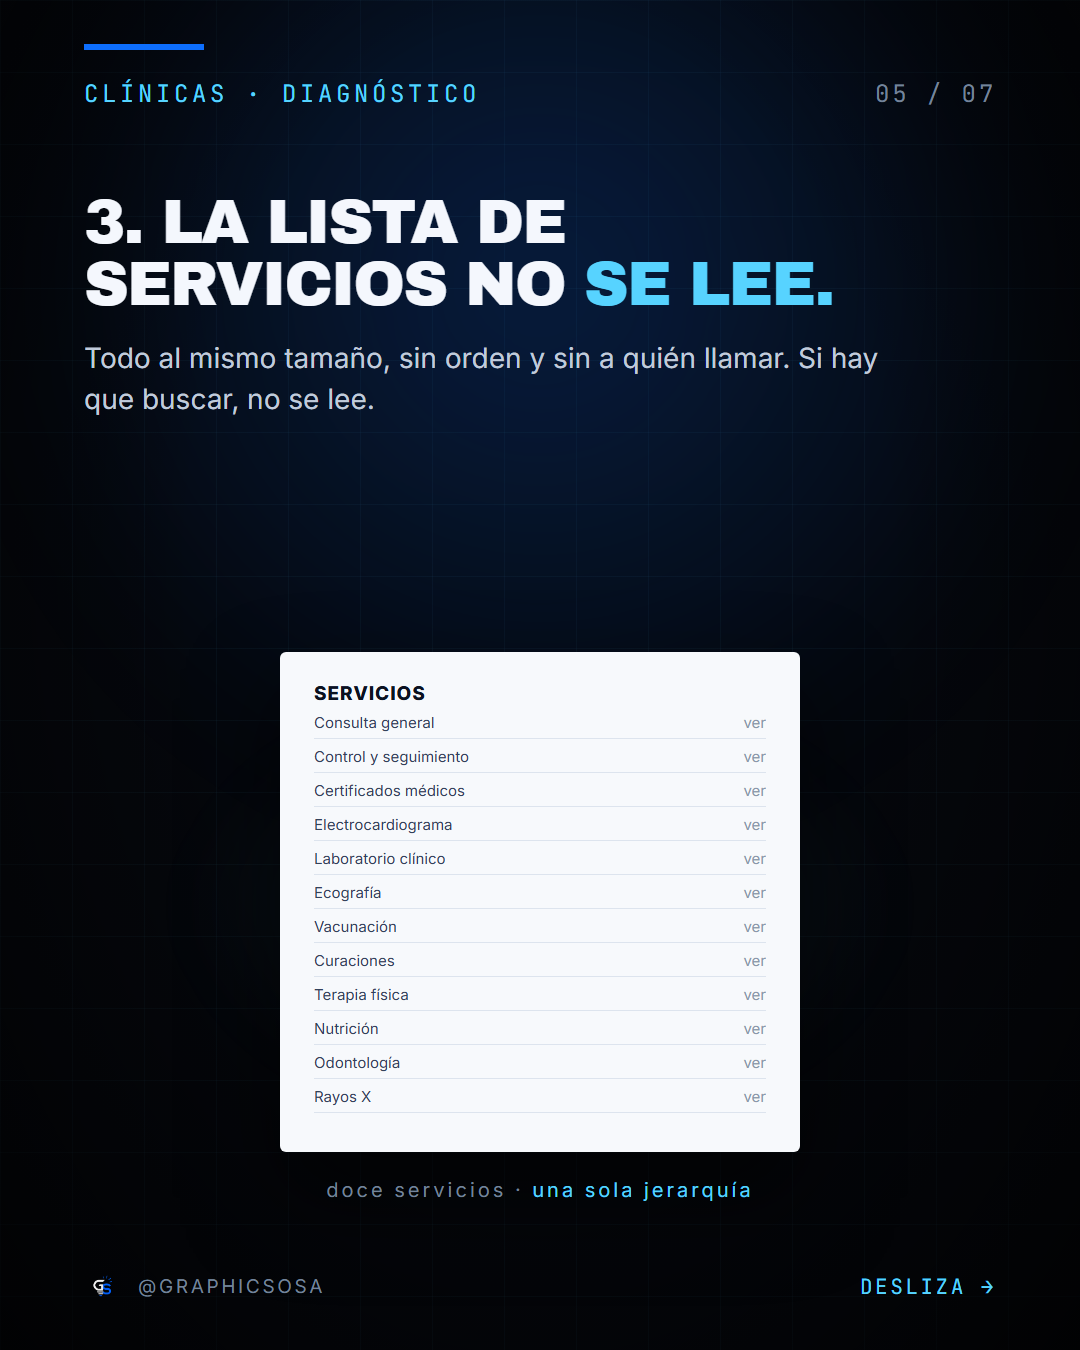 CLÍNICAS · DIAGNÓSTICO
05 / 07
3. LA LISTA DE
SERVICIOS NO SE LEE.
Todo al mismo tamaño, sin orden y sin a quién llamar. Si hay
que buscar, no se lee.
SERVICIOS
Consulta general ver
Control y seguimiento ver
Certificados médicos ver
Electrocardiograma ver
Laboratorio clínico ver
Ecografía ver
Vacunación ver
Curaciones ver
Terapia física ver
Nutrición ver
Odontología ver
Rayos X ver
doce servicios · una sola jerarquía
GS @GRAPHICSOSA
DESLIZA →